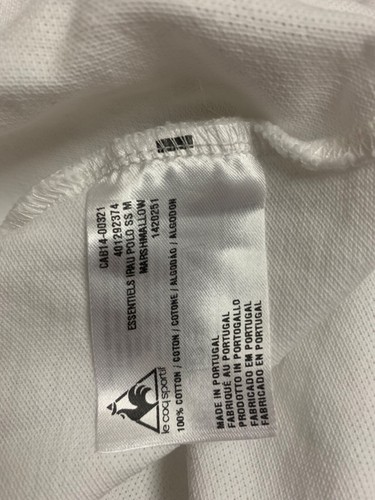 CAB14-00321
401292374
ESSENTIELS POLO SS M
MARSHMALLOW
1420251
le coq sportif
100% COTTON / COTON / COTONE / ALGODÃO / ALGODON
MADE IN PORTUGAL
FABRIQUÉ AU PORTUGAL
PRODOTTO IN PORTOGALLO
FABRICADO EM PORTUGAL
FABRICADO EN PORTUGAL